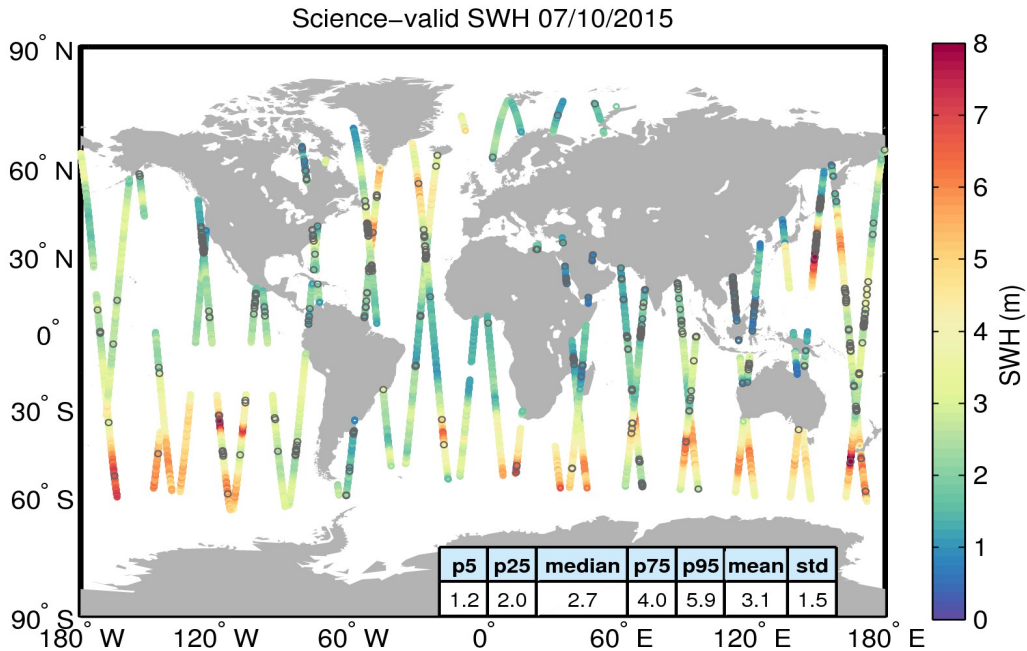 Science−valid SWH 07/10/2015
90° N
60° N
30° N
0°
30° S
60° S
90° S
180° W
120° W
60° W
0°
60° E
120° E
180° E
p5 p25 median p75 p95 mean std
1.2 2.0 2.7 4.0 5.9 3.1 1.5
8
7
6
5
4
3
2
1
0
SWH (m)